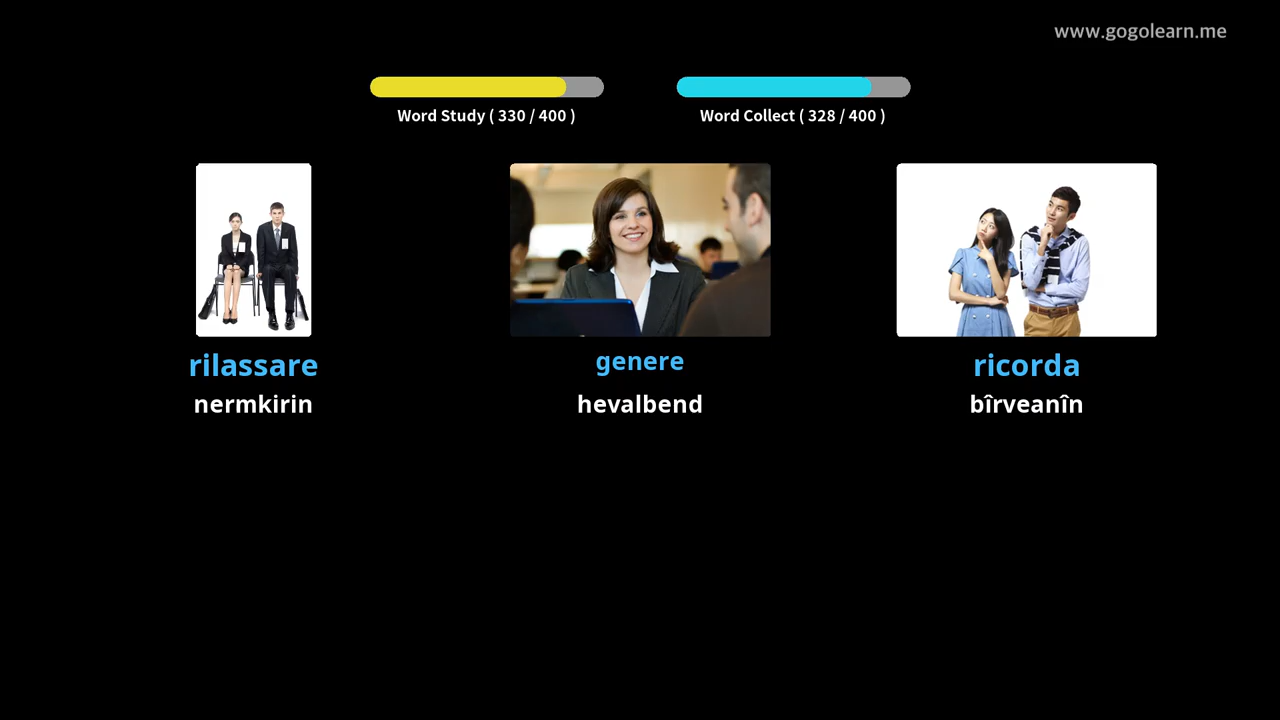 www.gogolearn.me
Word Study ( 330 / 400 )
Word Collect ( 328 / 400 )
rilassare
genere
ricorda
nermkirin
hevalbend
bîrveanîn